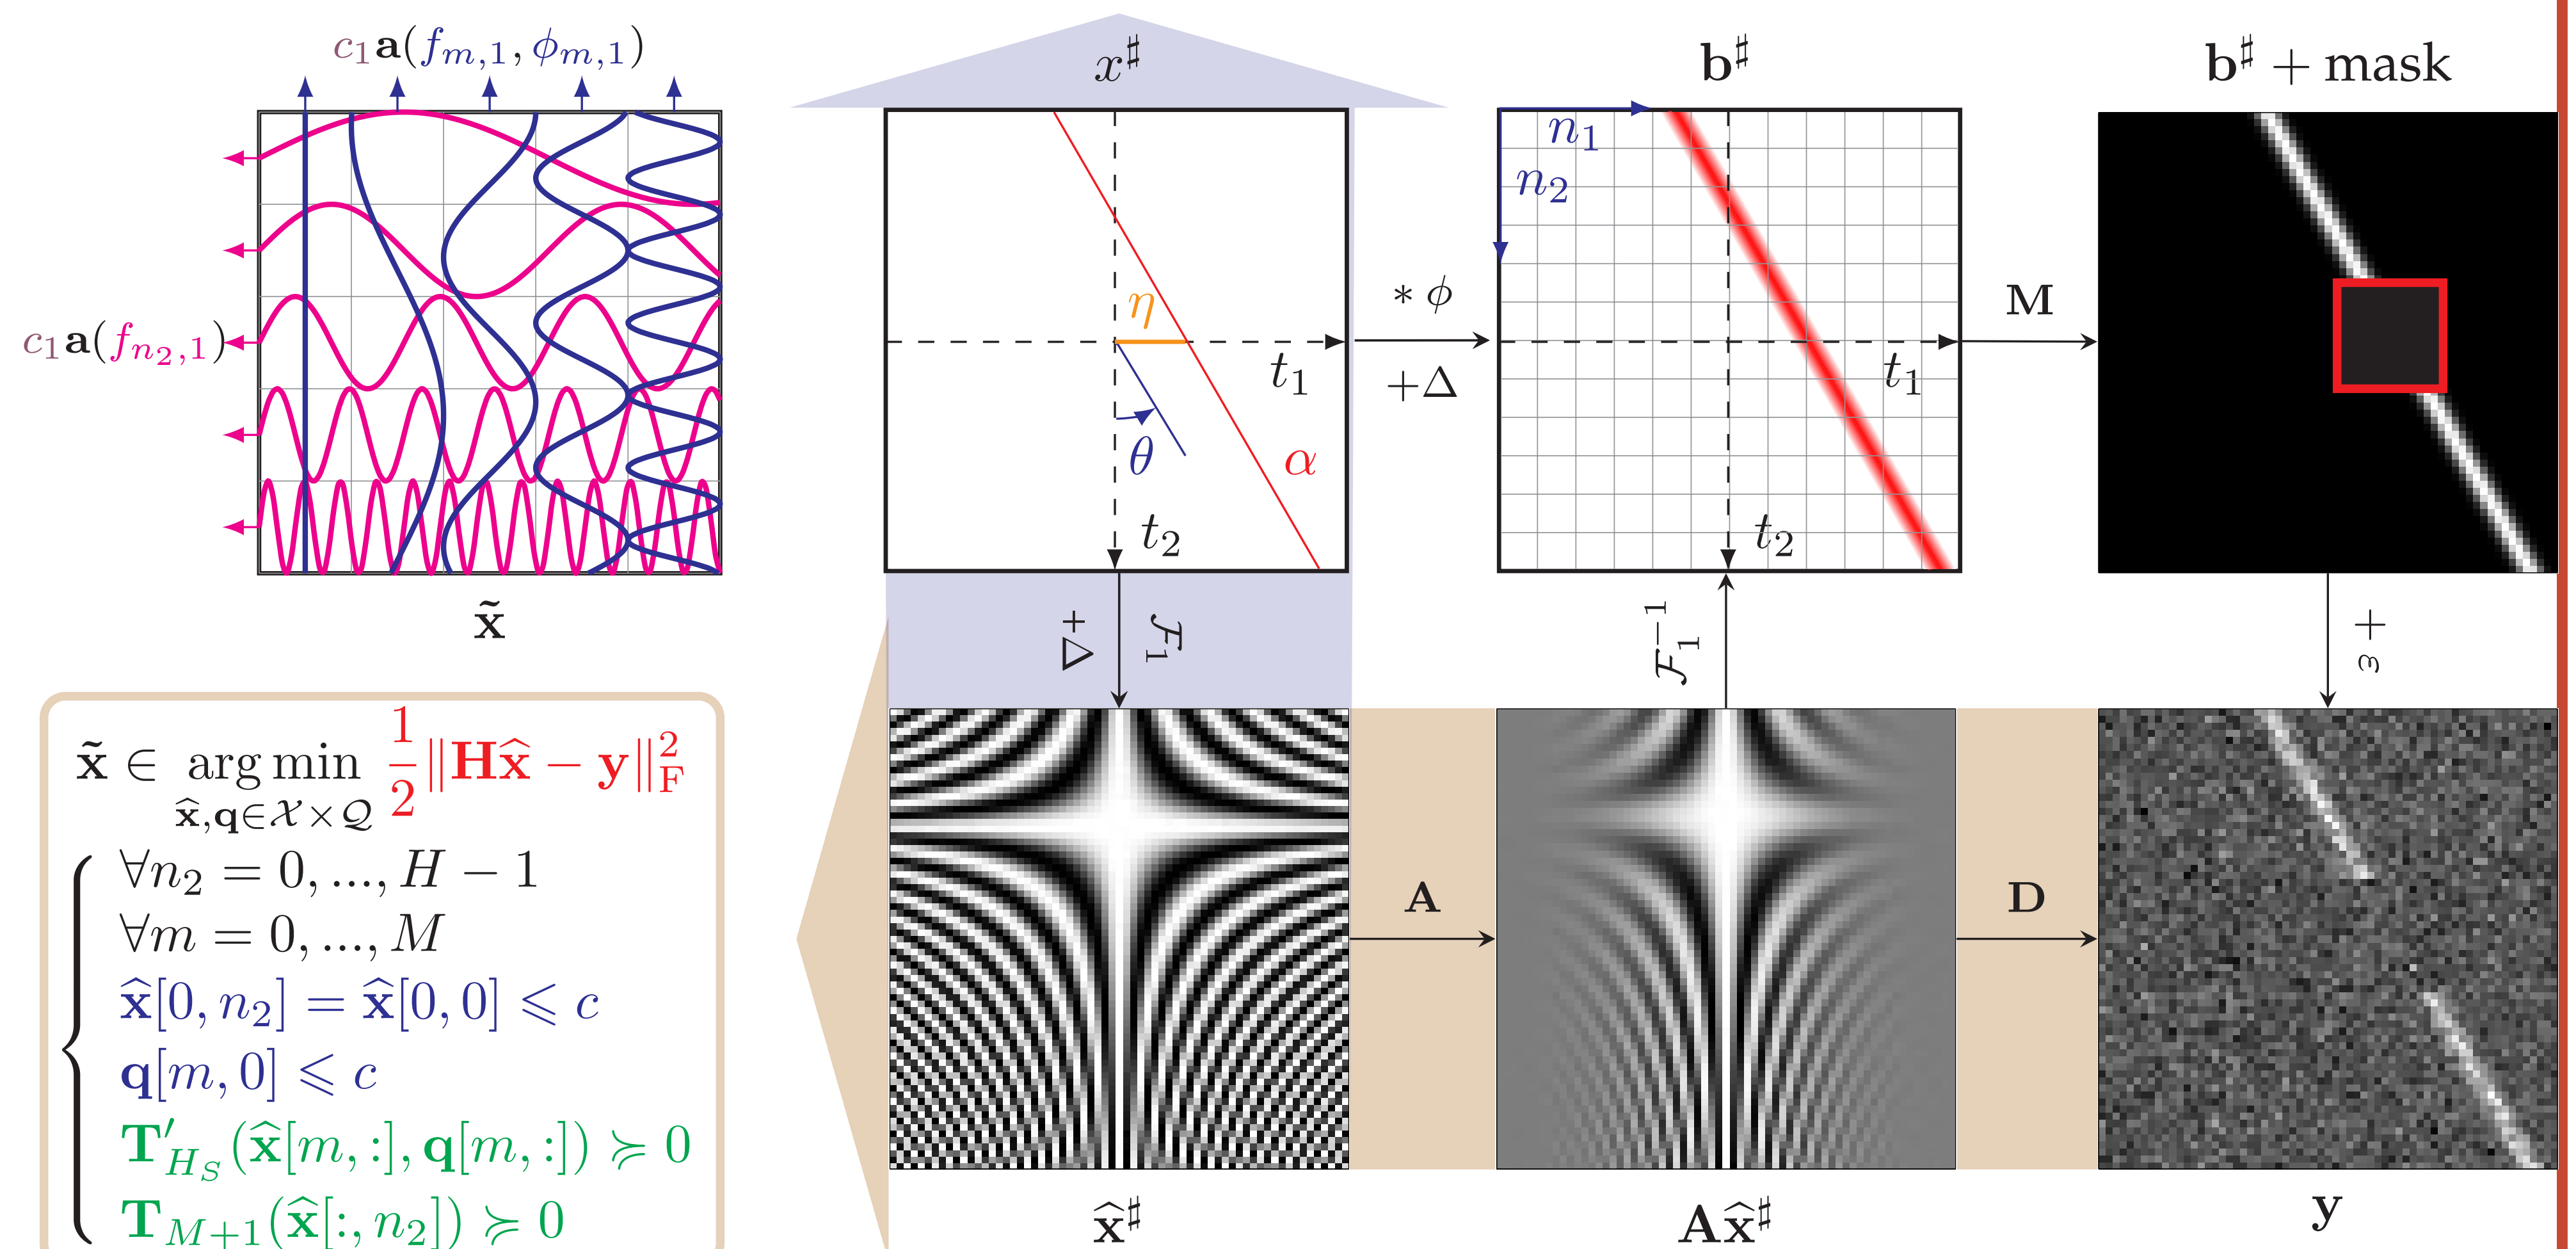 c₁𝐚(f_{m,1}, ϕ_{m,1})
c₁𝐚(f_{n₂,1})
𝐱̃
x♯
η
t₁
θ
α
t₂
∗ ϕ
+Δ
𝐛♯
n₁
n₂
t₁
t₂
𝐌
𝐛♯ + mask
+Δ
ℱ₁
ℱ₁⁻¹
+ ε
𝐱̃ ∈ arg min 1/2 ‖𝐇𝐱̂ − 𝐲‖²_F
𝐱̂,𝐪∈𝒳×𝒬
∀n₂ = 0, ..., H − 1
∀m = 0, ..., M
𝐱̂[0, n₂] = 𝐱̂[0, 0] ⩽ c
𝐪[m, 0] ⩽ c
𝐓′_{H_S}(𝐱̂[m, :], 𝐪[m, :]) ≽ 0
𝐓_{M+1}(𝐱̂[:, n₂]) ≽ 0
𝐀
𝐃
𝐱̂♯
𝐀𝐱̂♯
𝐲